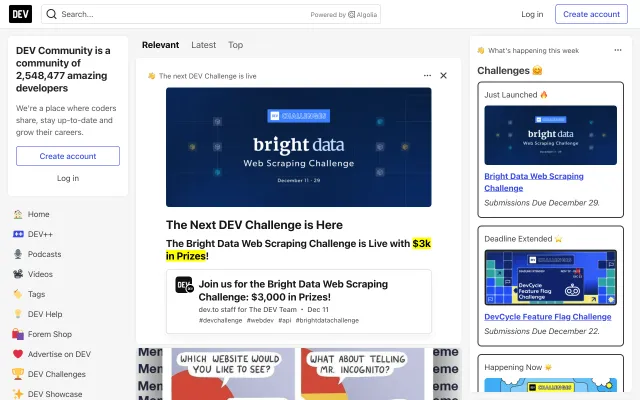 DEV
Search...
Powered by Algolia
Log in
Create account
DEV Community is a
community of
2,548,477 amazing
developers
We're a place where coders
share, stay up-to-date and
grow their careers.
Create account
Log in
Home
DEV++
Podcasts
Videos
Tags
DEV Help
Forem Shop
Advertise on DEV
DEV Challenges
DEV Showcase
Relevant
Latest
Top
The next DEV Challenge is live
CHALLENGES
bright data
Web Scraping Challenge
December 11 - 29
The Next DEV Challenge is Here
The Bright Data Web Scraping Challenge is Live with $3k
in Prizes!
DEV
Join us for the Bright Data Web Scraping
Challenge: $3,000 in Prizes!
dev.to staff for The DEV Team • Dec 11
#devchallenge #webdev #api #brightdatachallenge
WHICH WEBSITE WOULD
YOU LIKE TO SEE?
WHAT ABOUT TELLING
MR. INCOGNITO?
What's happening this week
Challenges
Just Launched
CHALLENGES
bright data
Web Scraping Challenge
Bright Data Web Scraping
Challenge
Submissions Due December 29.
Deadline Extended
CHALLENGES
DevCycle
Feature Flag
Challenge
DevCycle Feature Flag Challenge
Submissions Due December 22.
Happening Now
CHALLENGES